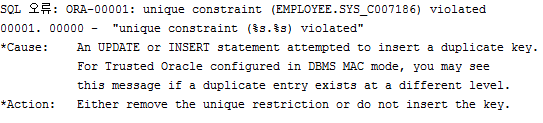 SQL 오류: ORA-00001: unique constraint (EMPLOYEE.SYS_C007186) violated
00001. 00000 -  "unique constraint (%s.%s) violated"
*Cause:    An UPDATE or INSERT statement attempted to insert a duplicate key.
           For Trusted Oracle configured in DBMS MAC mode, you may see
           this message if a duplicate entry exists at a different level.
*Action:   Either remove the unique restriction or do not insert the key.